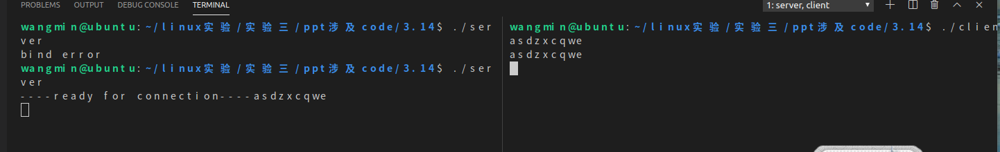 PROBLEMS OUTPUT DEBUG CONSOLE TERMINAL 1: server, client
wangmin@ubuntu:~/linux实验/实验三/ppt涉及code/3.14$ ./ser
ver
bind error
wangmin@ubuntu:~/linux实验/实验三/ppt涉及code/3.14$ ./ser
ver
----ready for connection----asdzxcqwe
wangmin@ubuntu:~/linux实验/实验三/ppt涉及code/3.14$ ./clien
asdzxcqwe
asdzxcqwe